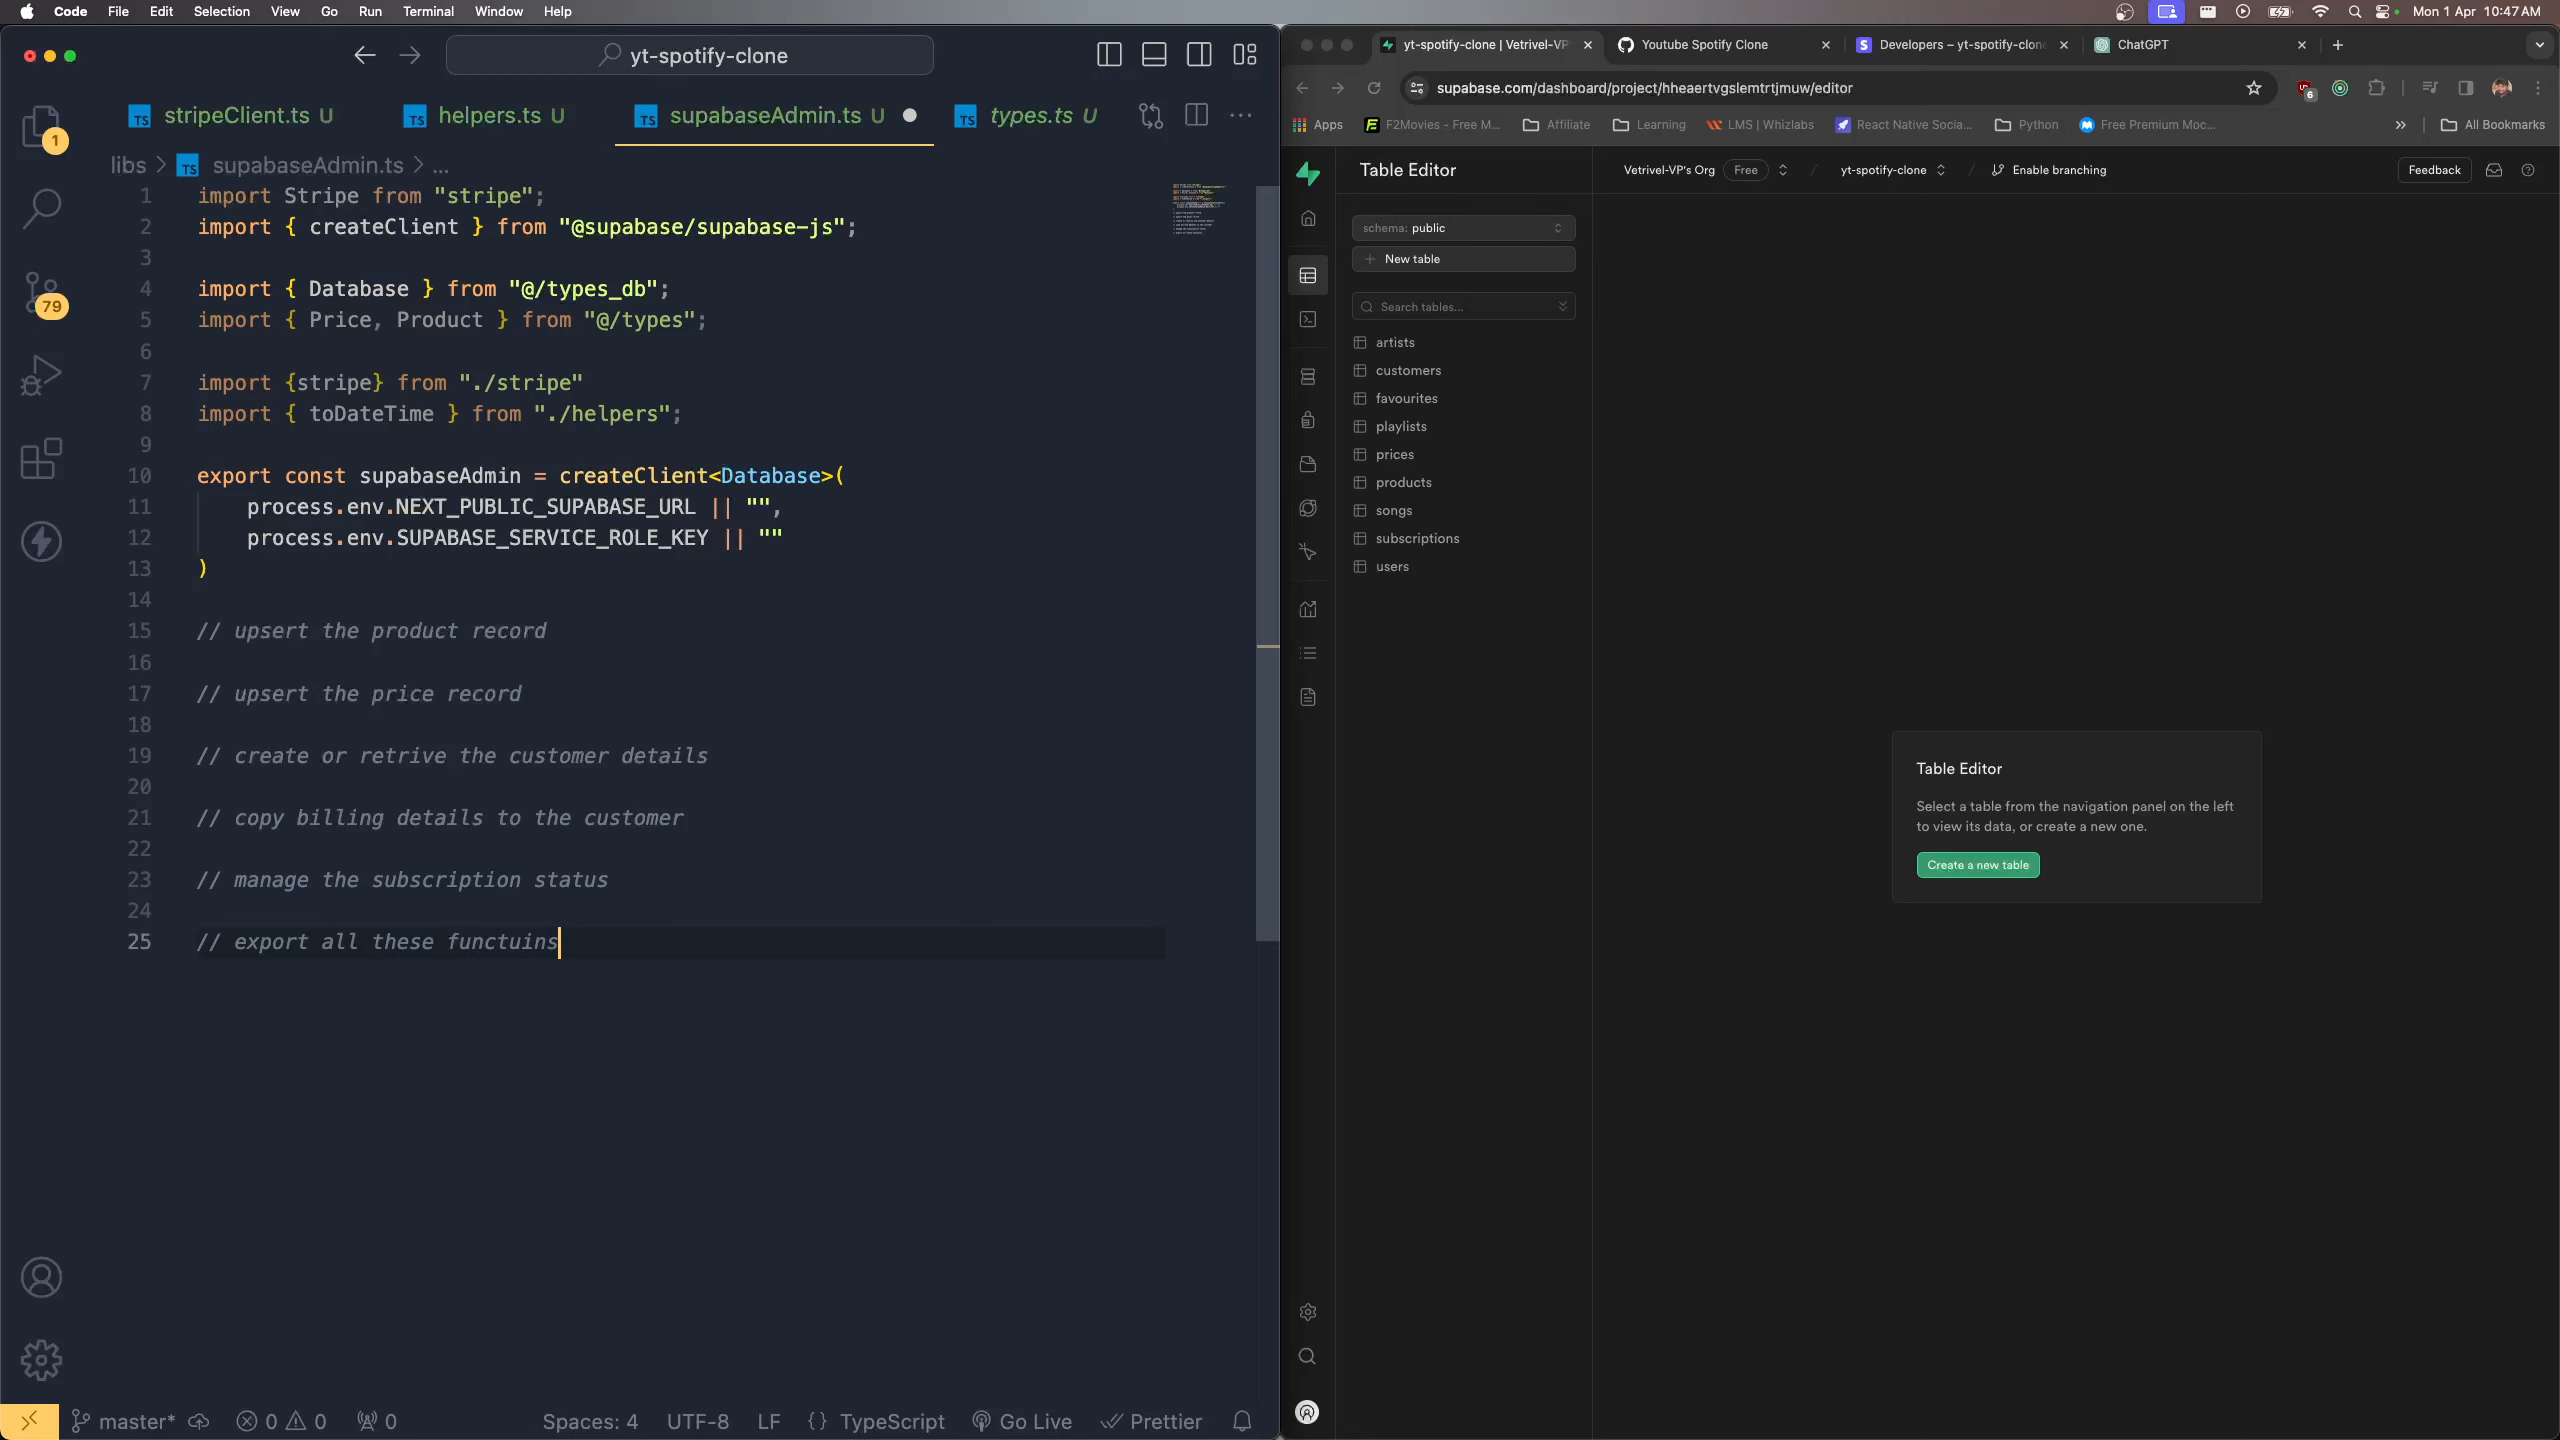 Code File Edit Selection View Go Run Terminal Window Help
Mon 1 Apr 10:47 AM
yt-spotify-clone
stripeClient.ts U
helpers.ts U
supabaseAdmin.ts U
types.ts U
libs > TS supabaseAdmin.ts > ...
1 import Stripe from "stripe";
2 import { createClient } from "@supabase/supabase-js";
3
4 import { Database } from "@/types_db";
5 import { Price, Product } from "@/types";
6
7 import {stripe} from "./stripe"
8 import { toDateTime } from "./helpers";
9
10 export const supabaseAdmin = createClient<Database>(
11 process.env.NEXT_PUBLIC_SUPABASE_URL || "",
12 process.env.SUPABASE_SERVICE_ROLE_KEY || ""
13 )
14
15 // upsert the product record
16
17 // upsert the price record
18
19 // create or retrive the customer details
20
21 // copy billing details to the customer
22
23 // manage the subscription status
24
25 // export all these functuins
1
79
master* 0 0 0 Spaces: 4 UTF-8 LF {} TypeScript Go Live Prettier
yt-spotify-clone | Vetrivel-VP
Youtube Spotify Clone
Developers – yt-spotify-clone
ChatGPT
supabase.com/dashboard/project/hheaertvgslemtrtjmuw/editor
6
Apps
F2Movies - Free M...
Affiliate
Learning
LMS | Whizlabs
React Native Socia...
Python
Free Premium Moc...
All Bookmarks
Table Editor
Vetrivel-VP's Org Free / yt-spotify-clone / Enable branching
Feedback
schema: public
New table
Search tables...
artists
customers
favourites
playlists
prices
products
songs
subscriptions
users
Table Editor
Select a table from the navigation panel on the left
to view its data, or create a new one.
Create a new table